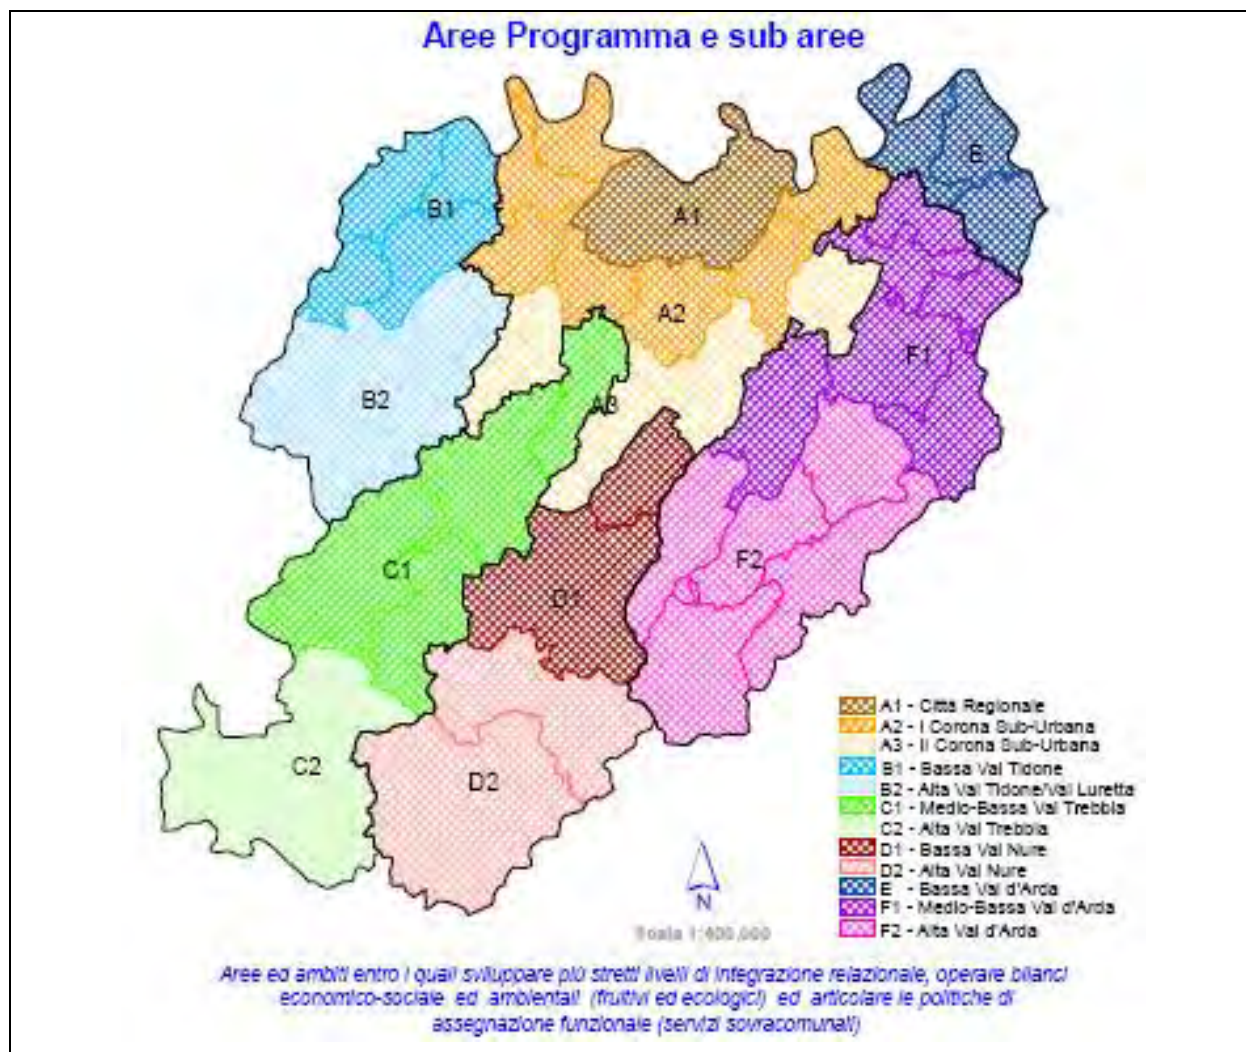 Aree Programma e sub aree
E
B1
A1
A2
F1
B2
A3
F2
C1
D1
C2
D2
A1 - Città Regionale
A2 - I Corona Sub-Urbana
A3 - II Corona Sub-Urbana
B1 - Bassa Val Tidone
B2 - Alta Val Tidone/Val Luretta
C1 - Medio-Bassa Val Trebbia
C2 - Alta Val Trebbia
D1 - Bassa Val Nure
D2 - Alta Val Nure
E - Bassa Val d'Arda
F1 - Medio-Bassa Val d'Arda
F2 - Alta Val d'Arda
N
Scala 1:400.000
Aree ed ambiti entro i quali sviluppare più stretti livelli di integrazione relazionale, operare bilanci
economico-sociale ed ambientali (fruitivi ed ecologici) ed articolare le politiche di
assegnazione funzionale (servizi sovracomunali)